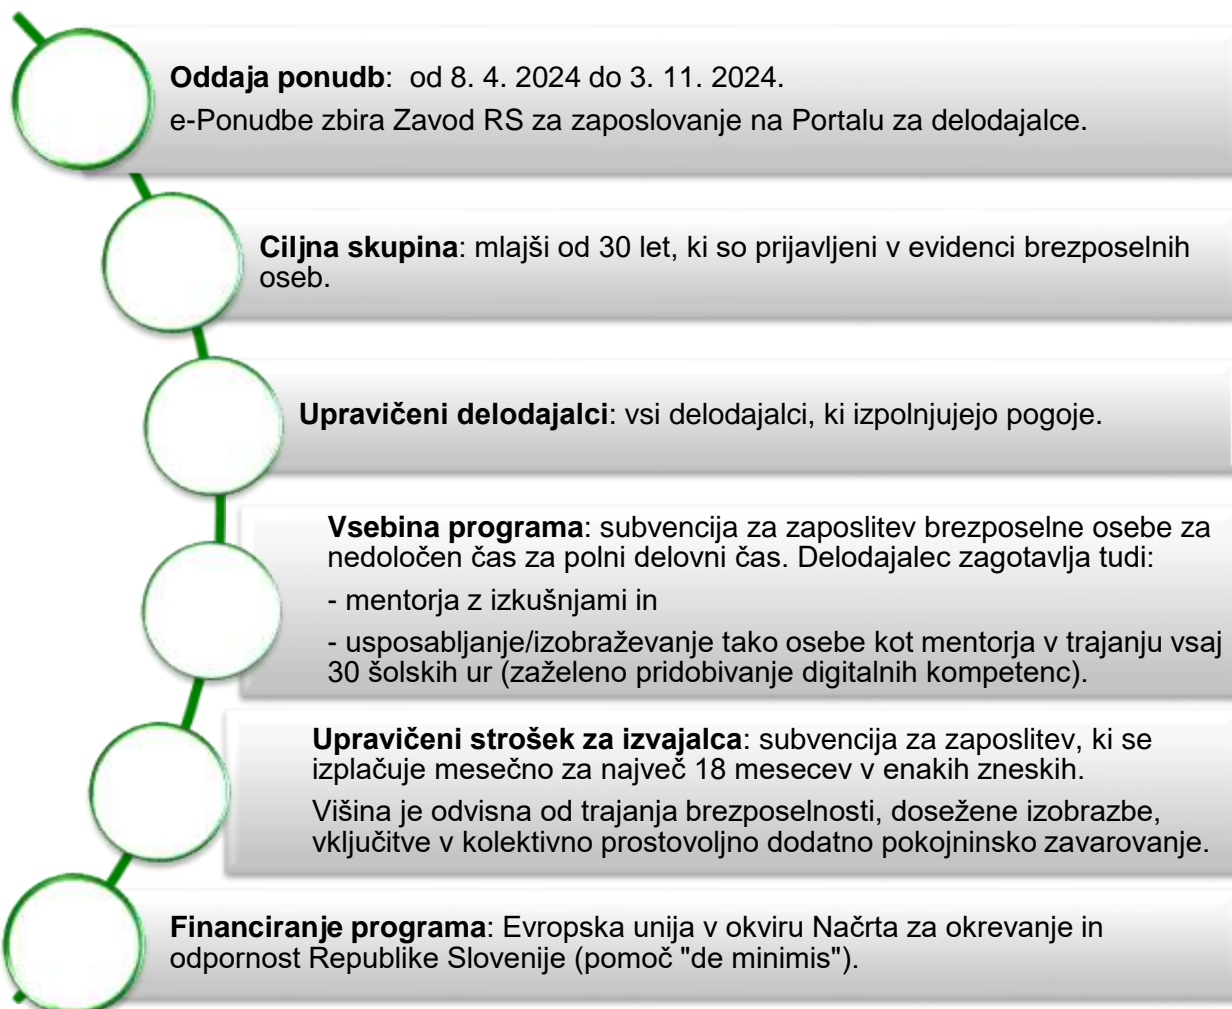 Oddaja ponudb: od 8. 4. 2024 do 3. 11. 2024.
e-Ponudbe zbira Zavod RS za zaposlovanje na Portalu za delodajalce.
Ciljna skupina: mlajši od 30 let, ki so prijavljeni v evidenci brezposelnih
oseb.
Upravičeni delodajalci: vsi delodajalci, ki izpolnjujejo pogoje.
Vsebina programa: subvencija za zaposlitev brezposelne osebe za
nedoločen čas za polni delovni čas. Delodajalec zagotavlja tudi:
- mentorja z izkušnjami in
- usposabljanje/izobraževanje tako osebe kot mentorja v trajanju vsaj
30 šolskih ur (zaželeno pridobivanje digitalnih kompetenc).
Upravičeni strošek za izvajalca: subvencija za zaposlitev, ki se
izplačuje mesečno za največ 18 mesecev v enakih zneskih.
Višina je odvisna od trajanja brezposelnosti, dosežene izobrazbe,
vključitve v kolektivno prostovoljno dodatno pokojninsko zavarovanje.
Financiranje programa: Evropska unija v okviru Načrta za okrevanje in
odpornost Republike Slovenije (pomoč "de minimis").